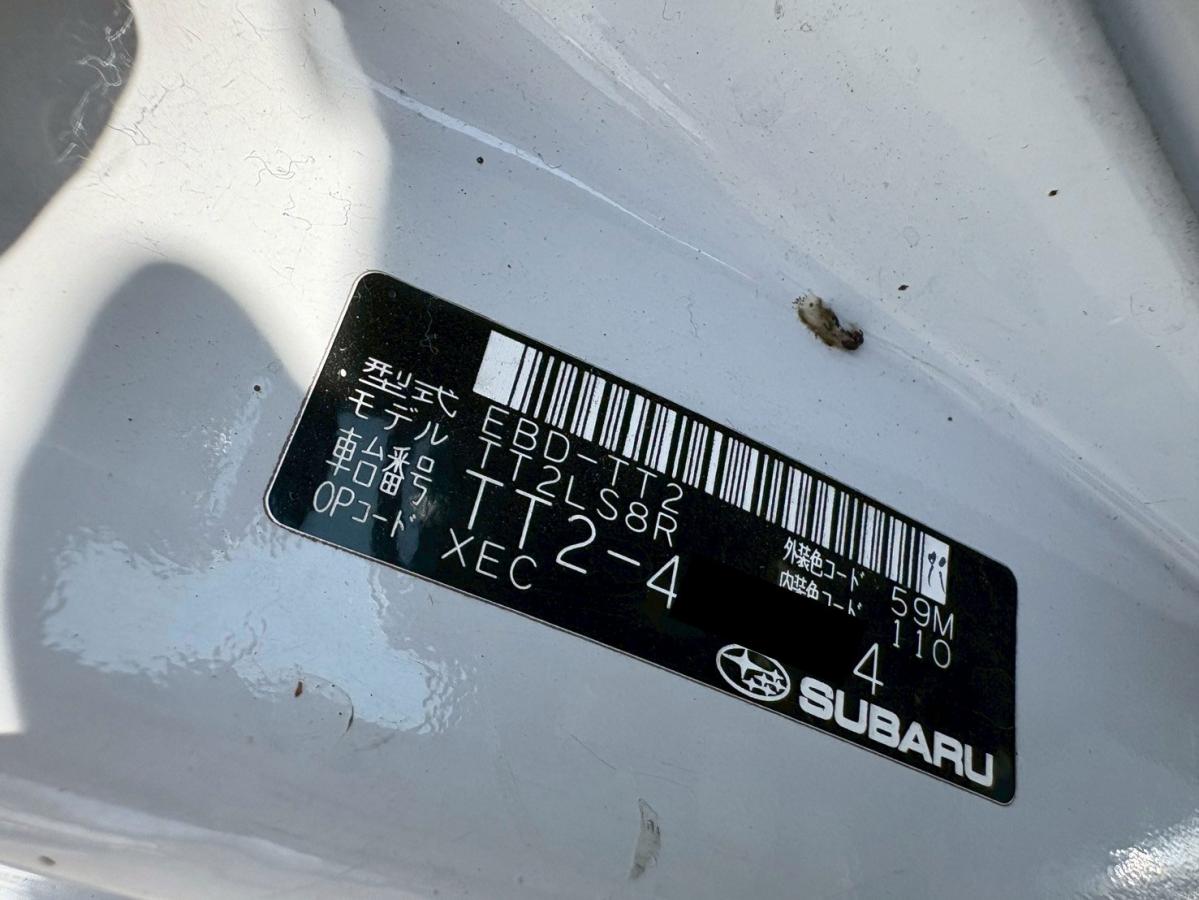 型式 EBD-TT2
モデル TT2LS8R
車台番号 TT2-4 4
OPコード XEC
外装色コード 59M
内装色コード 110
SUBARU